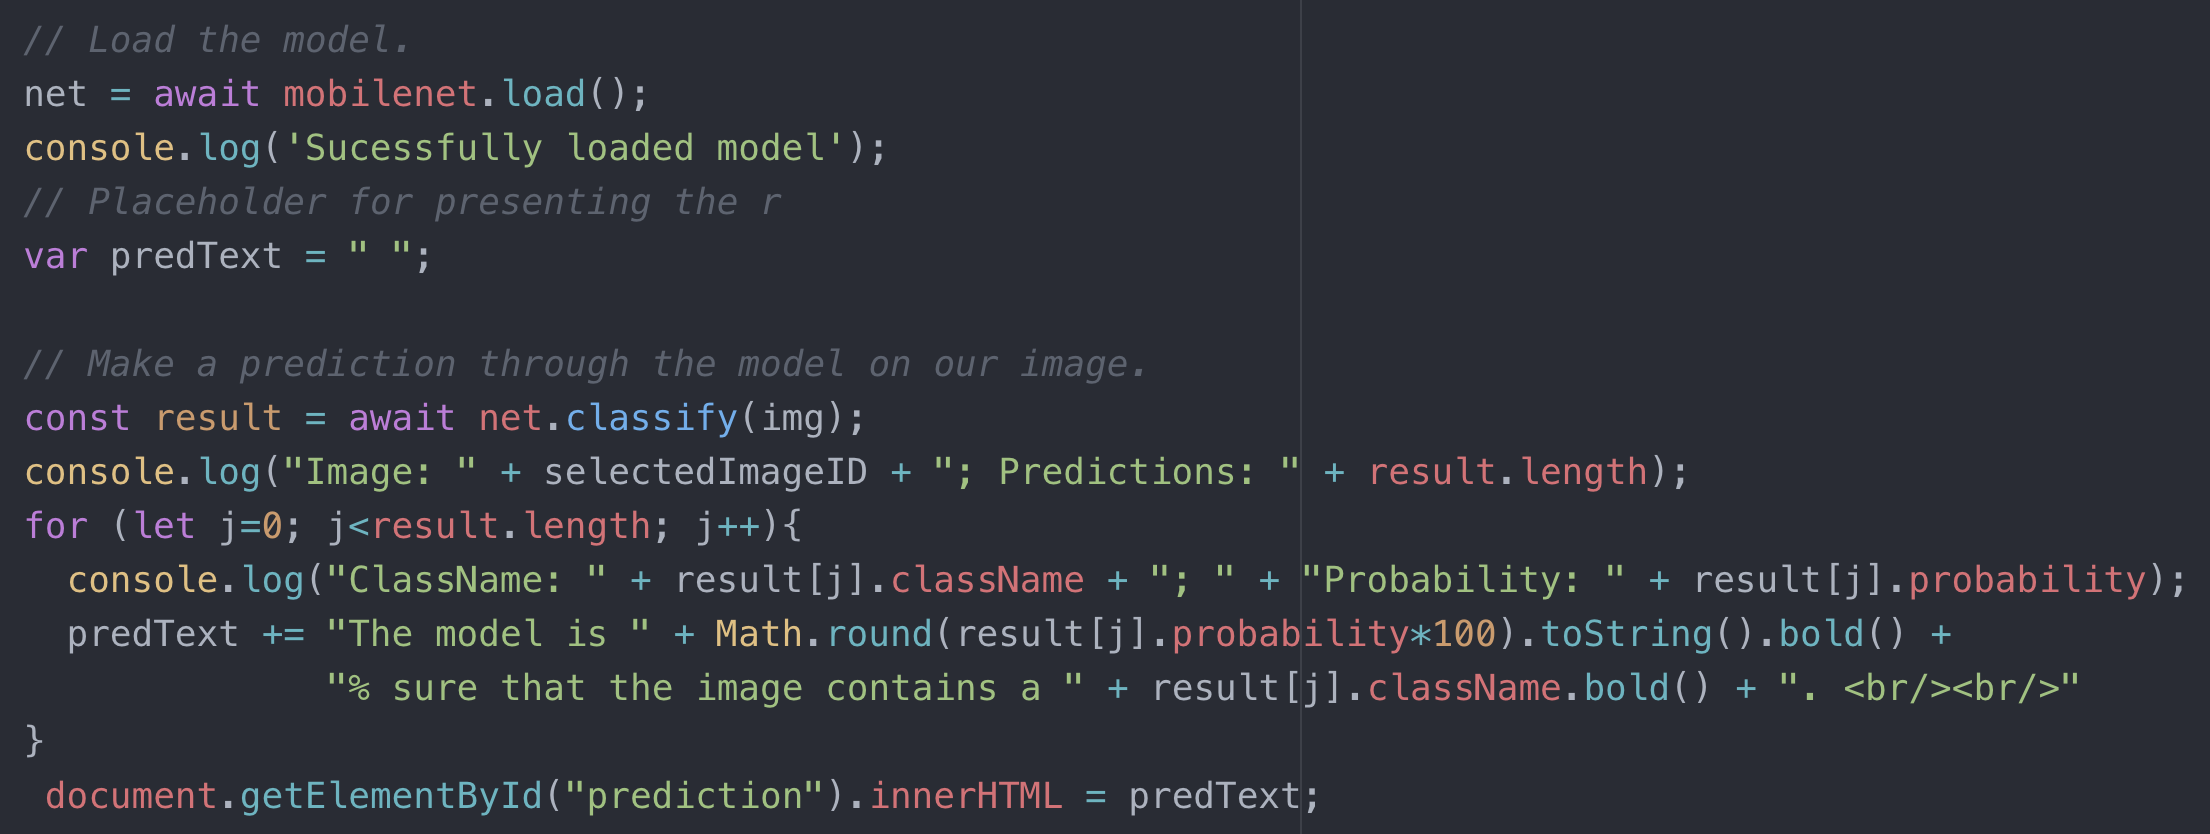 // Load the model.
net = await mobilenet.load();
console.log('Sucessfully loaded model');
// Placeholder for presenting the r
var predText = " ";
// Make a prediction through the model on our image.
const result = await net.classify(img);
console.log("Image: " + selectedImageID + "; Predictions: " + result.length);
for (let j=0; j<result.length; j++){
  console.log("ClassName: " + result[j].className + "; " + "Probability: " + result[j].probability);
  predText += "The model is " + Math.round(result[j].probability*100).toString().bold() +
              "% sure that the image contains a " + result[j].className.bold() + ". <br/><br/>"
}
 document.getElementById("prediction").innerHTML = predText;